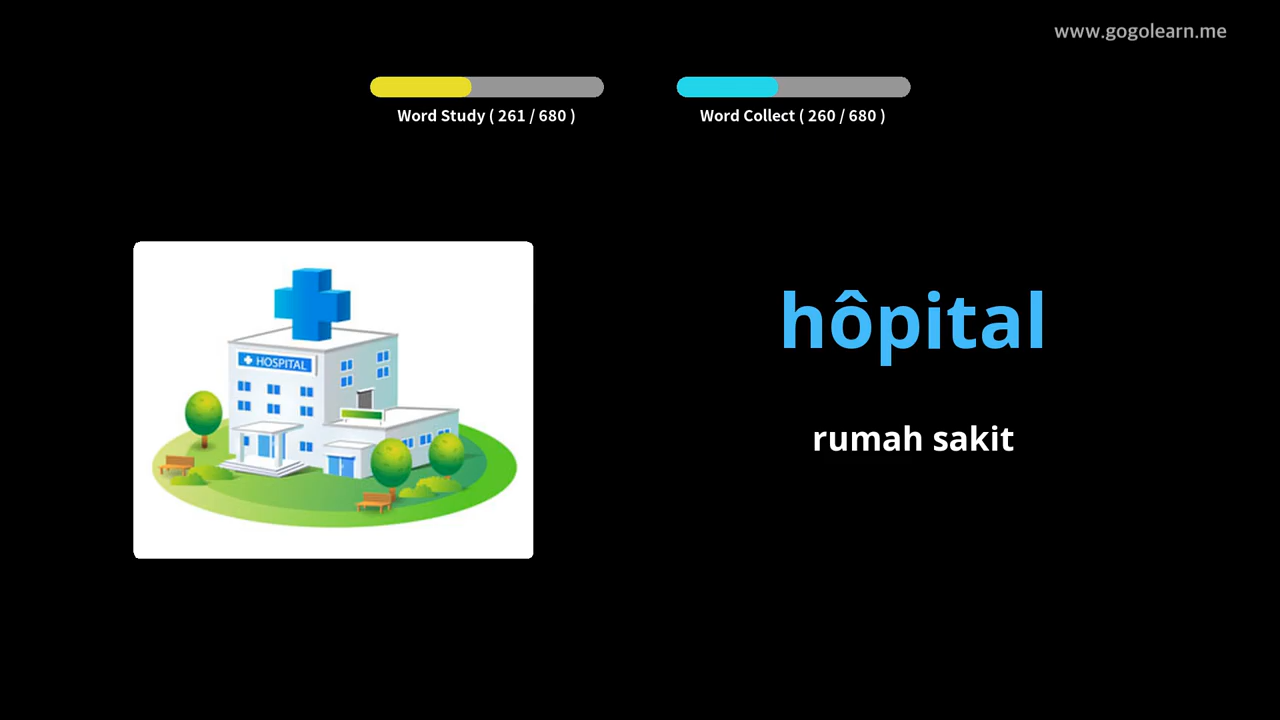 www.gogolearn.me
Word Study ( 261 / 680 )
Word Collect ( 260 / 680 )
HOSPITAL
hôpital
rumah sakit